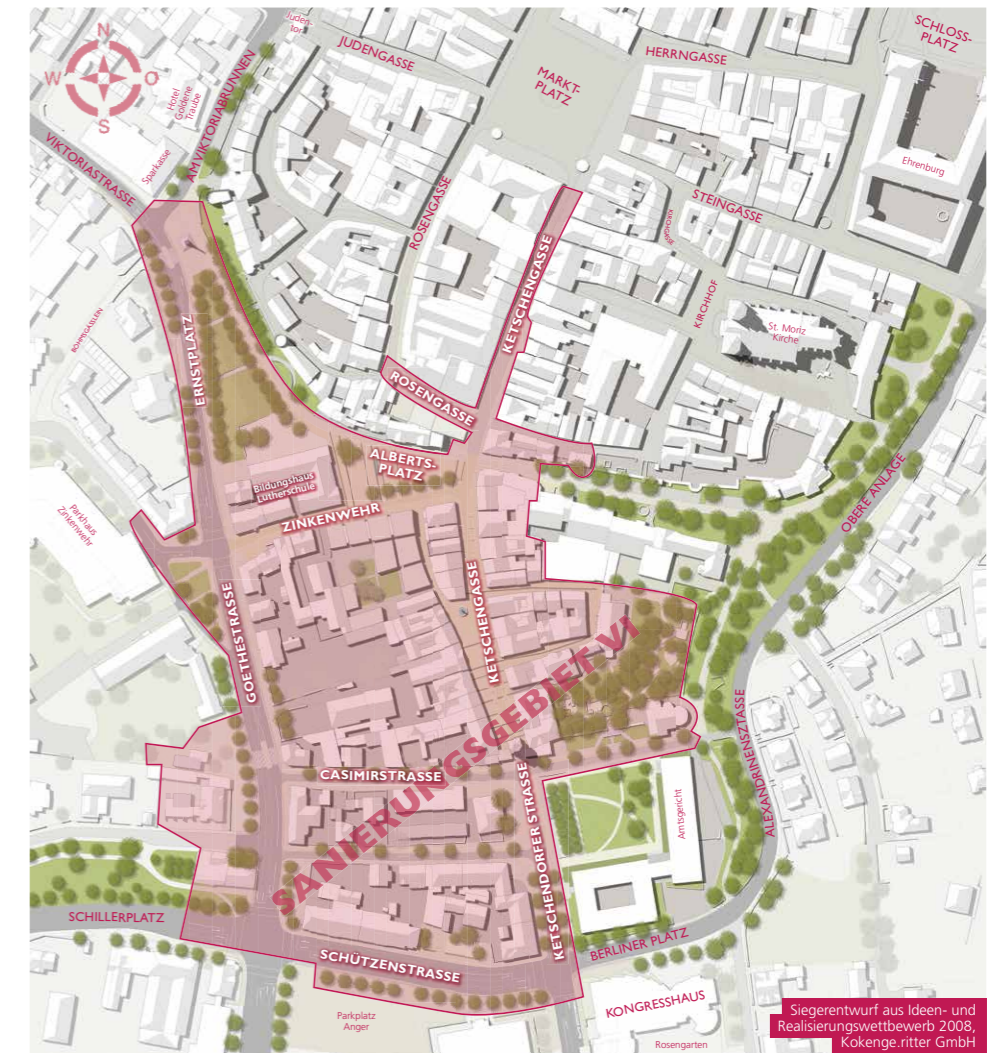 N
W
O
S
Juden-
tor
JUDENGASSE
MARKT-
PLATZ
HERRNGASSE
SCHLOSS-
PLATZ
Hotel
Goldene
Traube
Sparkasse
AM VIKTORIABRUNNEN
VIKTORIASTRASSE
Ehrenburg
ROSENGASSE
STEINGASSE
KETSCHENGASSE
KIRCHHOF
St. Moriz
Kirche
ERNSTPLATZ
ROSENGASSE
ALBERTS-
PLATZ
Bildungshaus
Lutherschule
ZINKENWEHR
Parkhaus
Zinkenwehr
OBERE ANLAGE
GOETHESTRASSE
KETSCHENGASSE
SANIERUNGSGEBIET VI
ALEXANDRINENSZTASSE
CASIMIRSTRASSE
KETSCHENDORFER STRASSE
Amtsgericht
SCHILLERPLATZ
SCHÜTZENSTRASSE
BERLINER PLATZ
KONGRESSHAUS
Parkplatz
Anger
Rosengarten
Siegerentwurf aus Ideen- und
Realisierungswettbewerb 2008,
Kokenge.ritter GmbH